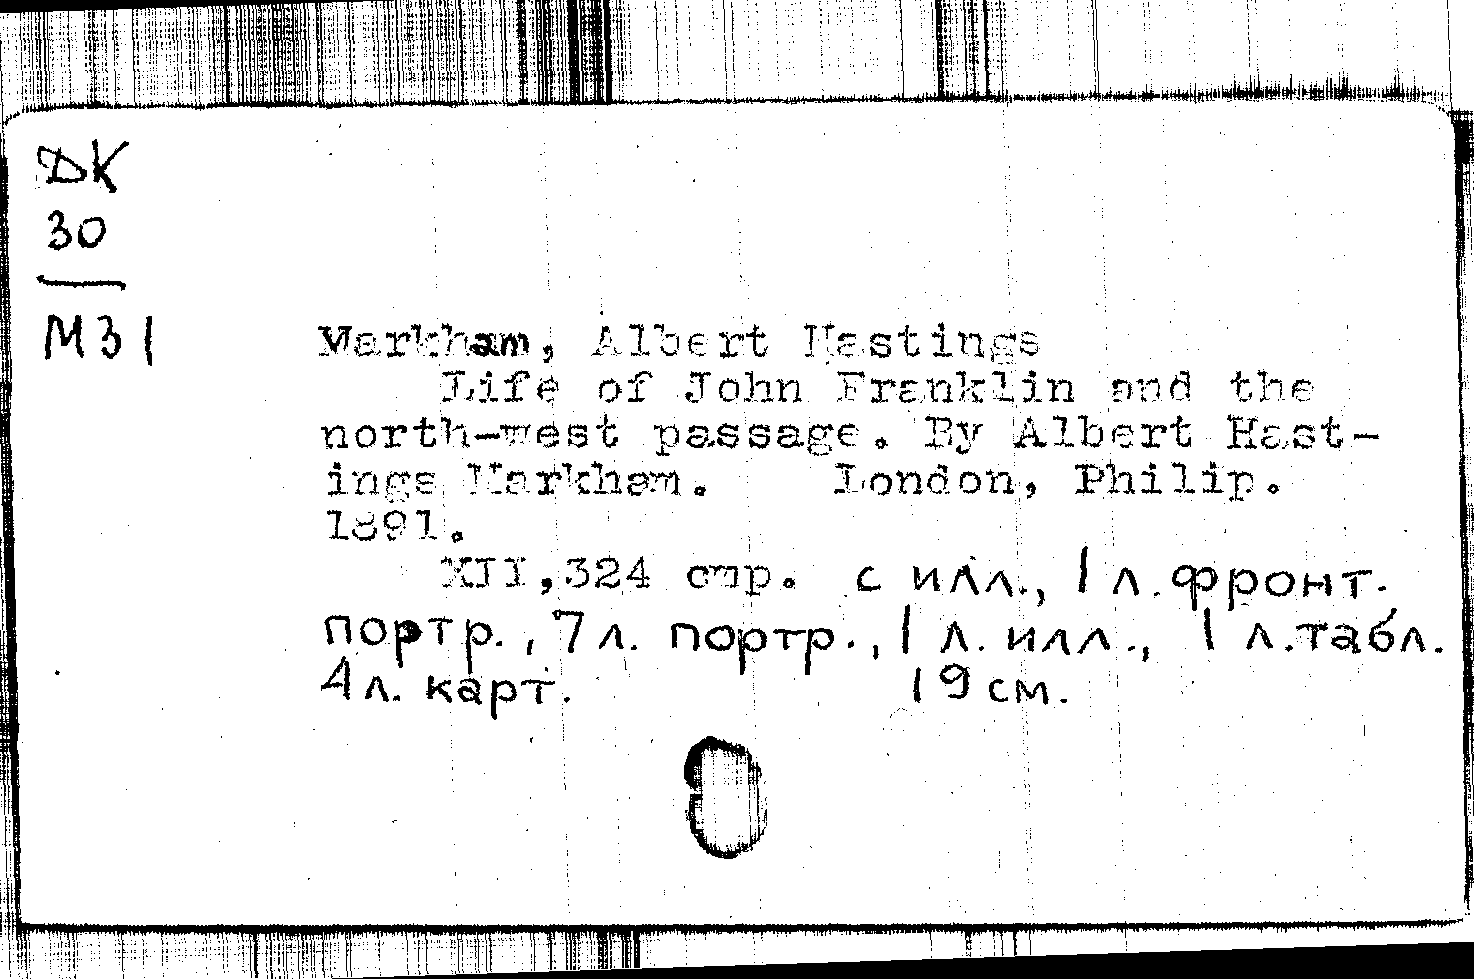 ДК
30
М31
Markham, Albert Hastings
Life of John Franklin and the
north-west passage. By Albert Hast-
ings Markham. London, Philip.
1891.
XII,324 стр. с илл., 1 л. фронт.
портр., 7 л. портр., 1 л. илл., 1 л. табл.
4 л. карт. 19 см.